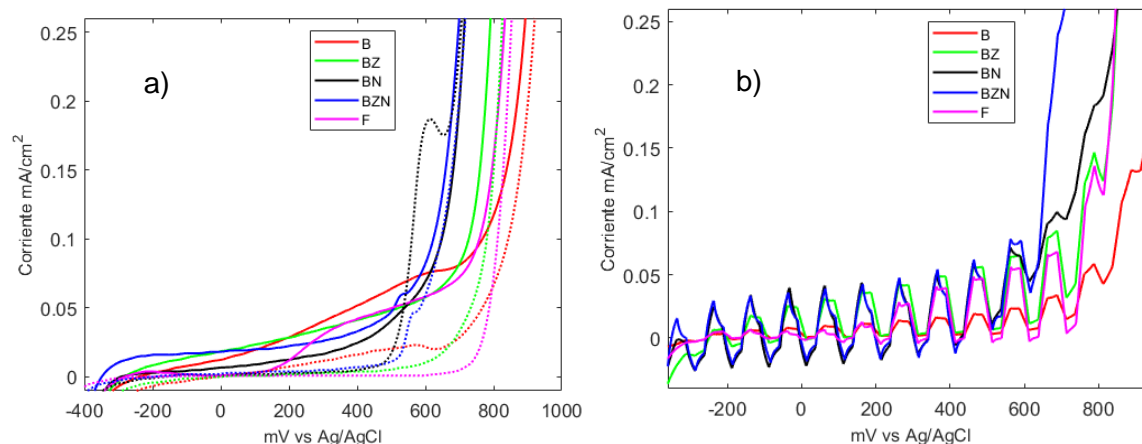 a)
B
BZ
BN
BZN
F
0.25
0.2
0.15
0.1
0.05
0
Corriente mA/cm²
-400
-200
0
200
400
600
800
1000
mV vs Ag/AgCl
b)
B
BZ
BN
BZN
F
0.25
0.2
0.15
0.1
0.05
0
Corriente mA/cm²
-200
0
200
400
600
800
mV vs Ag/AgCl